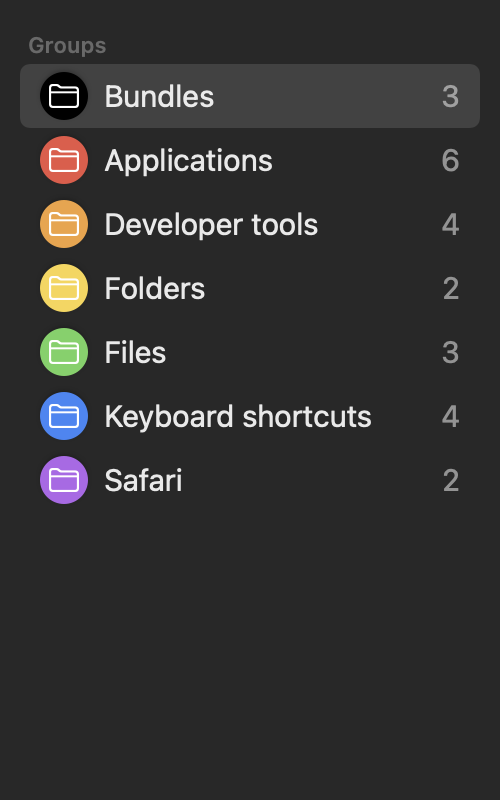 Groups
Bundles 3
Applications 6
Developer tools 4
Folders 2
Files 3
Keyboard shortcuts 4
Safari 2